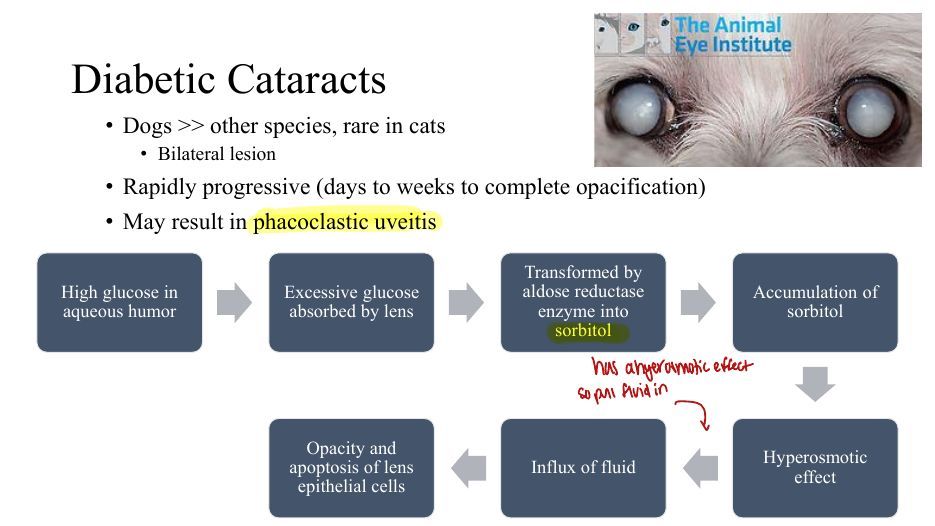 The Animal
Eye Institute
Diabetic Cataracts
• Dogs >> other species, rare in cats
• Bilateral lesion
• Rapidly progressive (days to weeks to complete opacification)
• May result in phacoclastic uveitis
High glucose in
aqueous humor
Excessive glucose
absorbed by lens
Transformed by
aldose reductase
enzyme into
sorbitol
Accumulation of
sorbitol
has a hyperosmotic effect
so pull fluid in
Hyperosmotic
effect
Influx of fluid
Opacity and
apoptosis of lens
epithelial cells